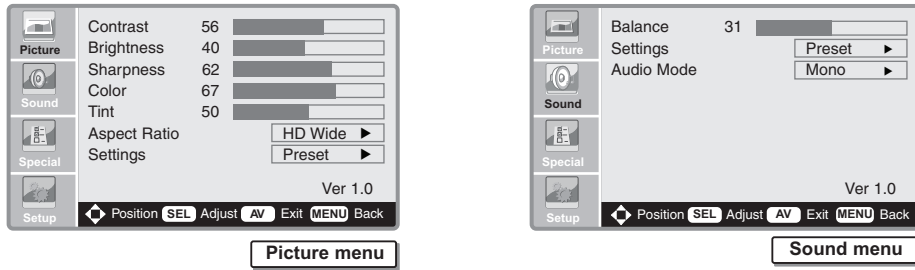 Picture
Sound
Special
Setup
Contrast 56
Brightness 40
Sharpness 62
Color 67
Tint 50
Aspect Ratio HD Wide
Settings Preset
Ver 1.0
Position SEL Adjust AV Exit MENU Back
Picture menu
Picture
Sound
Special
Setup
Balance 31
Settings Preset
Audio Mode Mono
Ver 1.0
Position SEL Adjust AV Exit MENU Back
Sound menu